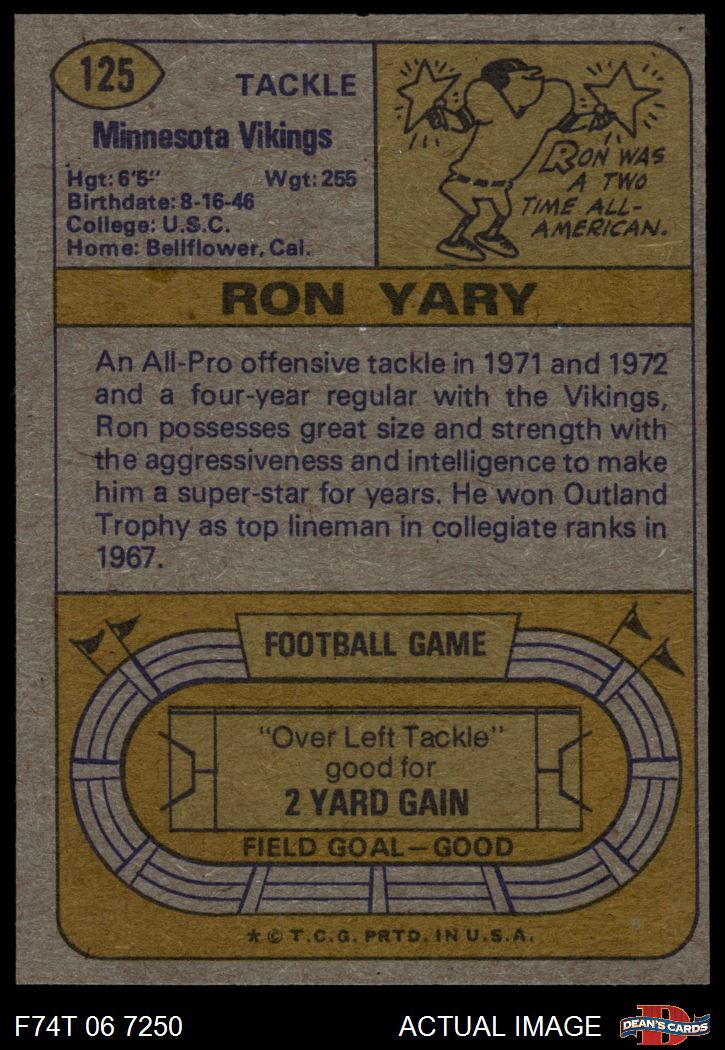 125
TACKLE
Minnesota Vikings
Hgt: 6'5" Wgt: 255
Birthdate: 8-16-46
College: U.S.C.
Home: Bellflower, Cal.
RON WAS
A TWO
TIME ALL-
AMERICAN.
RON YARY
An All-Pro offensive tackle in 1971 and 1972
and a four-year regular with the Vikings,
Ron possesses great size and strength with
the aggressiveness and intelligence to make
him a super-star for years. He won Outland
Trophy as top lineman in collegiate ranks in
1967.
FOOTBALL GAME
"Over Left Tackle"
good for
2 YARD GAIN
FIELD GOAL—GOOD
* © T.C.G. PRTD. IN U.S.A.
F74T 06 7250 ACTUAL IMAGE
D
DEAN'S CARDS